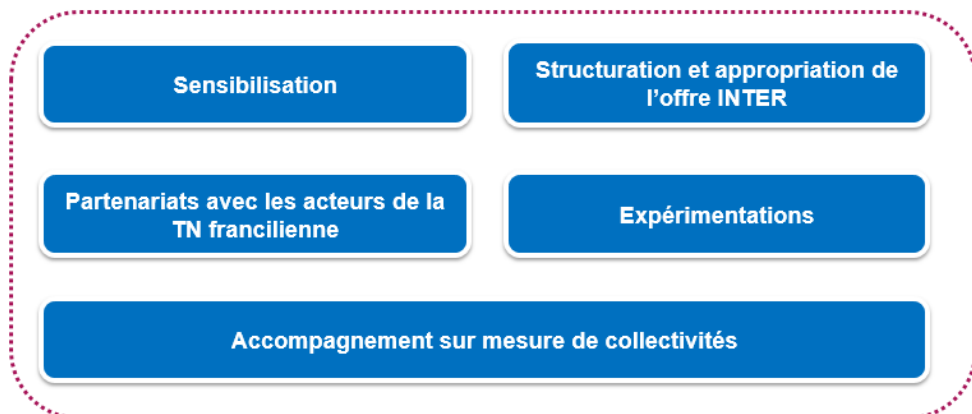 Sensibilisation
Structuration et appropriation de
l’offre INTER
Partenariats avec les acteurs de la
TN francilienne
Expérimentations
Accompagnement sur mesure de collectivités